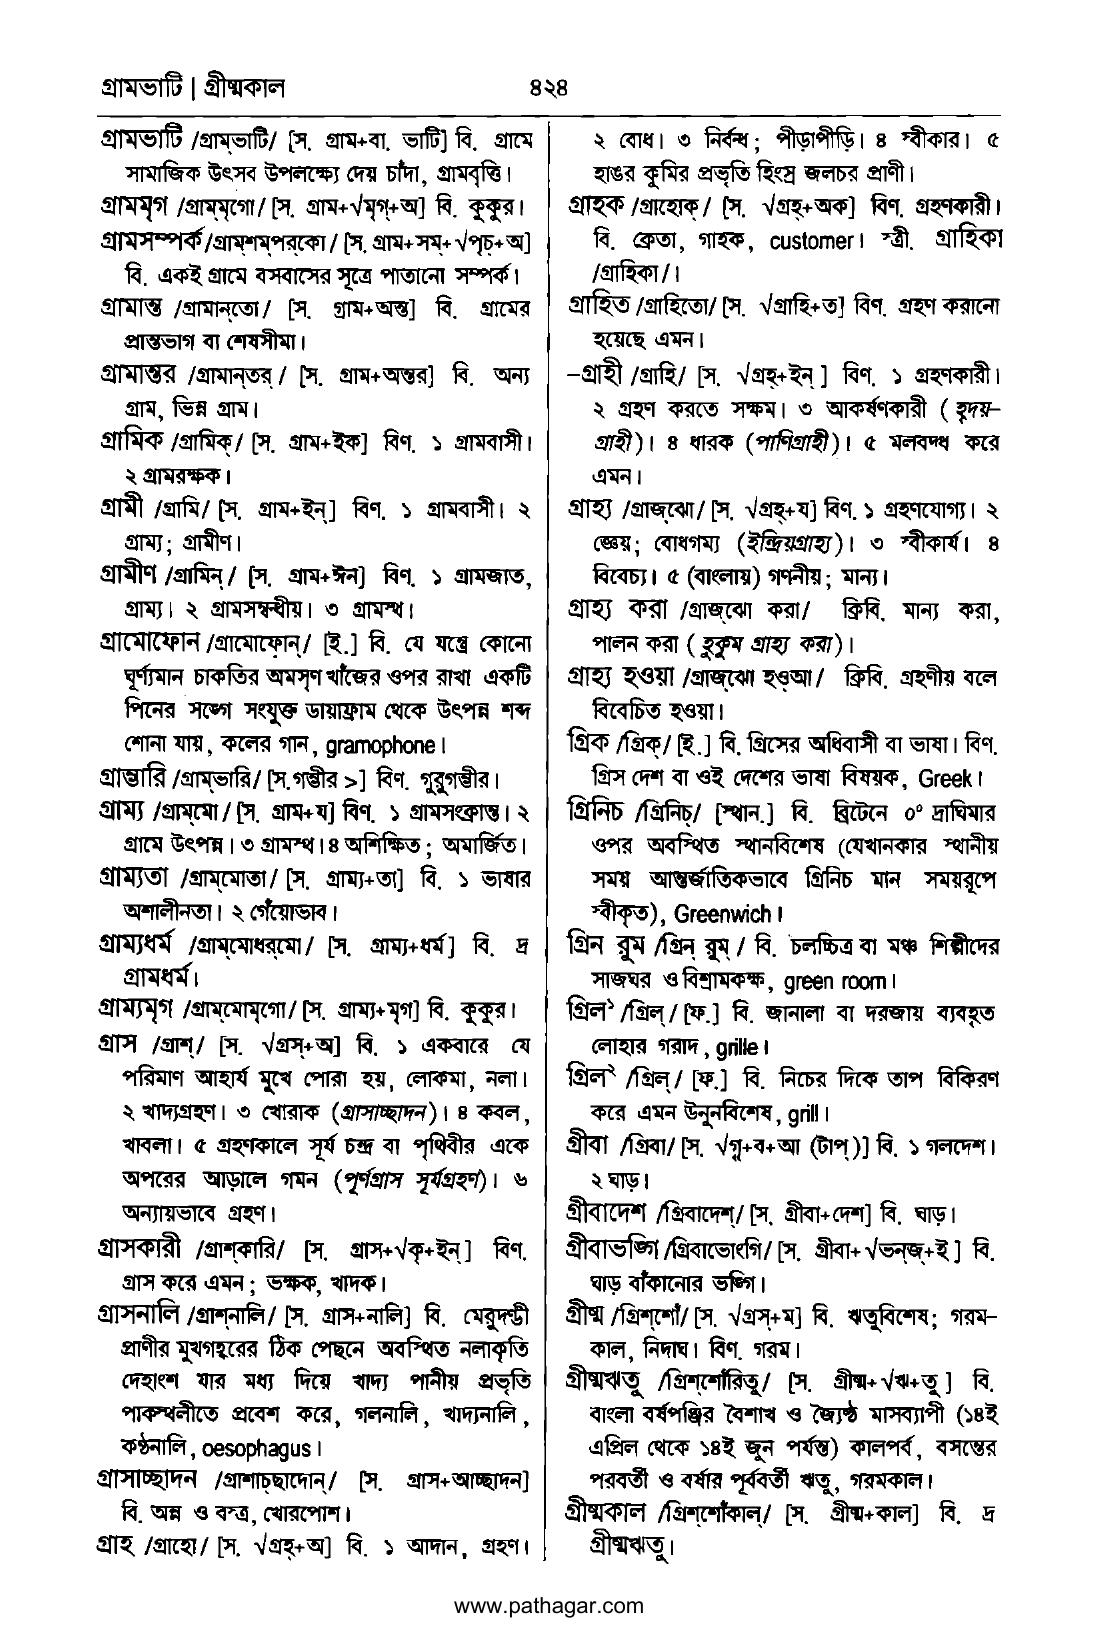 গ্রামভাটি | গ্রীষ্মকাল
৪২৪
গ্রামভাটি /গ্রাম্‌ভাটি/ [স. গ্রাম+বা. ভাটি] বি. গ্রামে
সামাজিক উৎসব উপলক্ষ্যে দেয় চাঁদা, গ্রামবৃত্তি।
গ্রামমৃগ /গ্রাম্‌মৃগো/ [স. গ্রাম+√মৃগ্‌+অ] বি. কুকুর।
গ্রামসম্পর্ক /গ্রাম্‌শম্‌পর্‌কো/ [স. গ্রাম+সম্‌+√পৃচ্‌+অ]
বি. একই গ্রামে বসবাসের সূত্রে পাতানো সম্পর্ক।
গ্রামান্ত /গ্রামান্‌তো/ [স. গ্রাম+অন্ত] বি. গ্রামের
প্রান্তভাগ বা শেষসীমা।
গ্রামান্তর /গ্রামান্‌তর্‌/ [স. গ্রাম+অন্তর] বি. অন্য
গ্রাম, ভিন্ন গ্রাম।
গ্রামিক /গ্রামিক্‌/ [স. গ্রাম+ইক] বিণ. ১ গ্রামবাসী।
২ গ্রামরক্ষক।
গ্রামী /গ্রামি/ [স. গ্রাম+ইন্‌] বিণ. ১ গ্রামবাসী। ২
গ্রাম্য; গ্রামীণ।
গ্রামীণ /গ্রামিন্‌/ [স. গ্রাম+ঈন] বিণ. ১ গ্রামজাত,
গ্রাম্য। ২ গ্রামসম্বন্ধীয়। ৩ গ্রামস্থ।
গ্রামোফোন /গ্রামোফোন্‌/ [ই.] বি. যে যন্ত্রে কোনো
ঘূর্ণ্যমান চাকতির অমসৃণ খাঁজের ওপর রাখা একটি
পিনের সঙ্গে সংযুক্ত ডায়াফ্রাম থেকে উৎপন্ন শব্দ
শোনা যায়, কলের গান, gramophone।
গ্রাম্ভারি /গ্রাম্‌ভারি/ [স.গম্ভীর >] বিণ. গুরুগম্ভীর।
গ্রাম্য /গ্রাম্‌মো/ [স. গ্রাম+য] বিণ. ১ গ্রামসংক্রান্ত। ২
গ্রামে উৎপন্ন। ৩ গ্রামস্থ। ৪ অশিক্ষিত; অমার্জিত।
গ্রাম্যতা /গ্রাম্‌মোতা/ [স. গ্রাম্য+তা] বি. ১ ভাষার
অশালীনতা। ২ গেঁয়োভাব।
গ্রাম্যধর্ম /গ্রাম্‌মোধর্‌মো/ [স. গ্রাম্য+ধর্ম] বি. দ্র
গ্রামধর্ম।
গ্রাম্যমৃগ /গ্রাম্‌মোমৃগো/ [স. গ্রাম্য+মৃগ] বি. কুকুর।
গ্রাস /গ্রাশ্‌/ [স. √গ্রস্‌+অ] বি. ১ একবারে যে
পরিমাণ আহার্য মুখে পোরা হয়, লোকমা, নলা।
২ খাদ্যগ্রহণ। ৩ খোরাক (গ্রাসাচ্ছাদন)। ৪ কবল,
খাবলা। ৫ গ্রহণকালে সূর্য চন্দ্র বা পৃথিবীর একে
অপরের আড়ালে গমন (পূর্ণগ্রাস সূর্যগ্রহণ)। ৬
অন্যায়ভাবে গ্রহণ।
গ্রাসকারী /গ্রাশ্‌কারি/ [স. গ্রাস+√কৃ+ইন্‌] বিণ.
গ্রাস করে এমন; ভক্ষক, খাদক।
গ্রাসনালি /গ্রাশ্‌নালি/ [স. গ্রাস+নালি] বি. মেরুদণ্ডী
প্রাণীর মুখগহ্বরের ঠিক পেছনে অবস্থিত নলাকৃতি
দেহাংশ যার মধ্য দিয়ে খাদ্য পানীয় প্রভৃতি
পাকস্থলীতে প্রবেশ করে, গলনালি, খাদ্যনালি,
কণ্ঠনালি, oesophagus।
গ্রাসাচ্ছাদন /গ্রাশাচ্‌ছাদোন্‌/ [স. গ্রাস+আচ্ছাদন]
বি. অন্ন ও বস্ত্র, খোরপোশ।
গ্রাহ /গ্রাহো/ [স. √গ্রহ্‌+অ] বি. ১ আদান, গ্রহণ।
২ বোধ। ৩ নির্বন্ধ; পীড়াপীড়ি। ৪ স্বীকার। ৫
হাঙর কুমির প্রভৃতি হিংস্র জলচর প্রাণী।
গ্রাহক /গ্রাহোক্‌/ [স. √গ্রহ্‌+অক] বিণ. গ্রহণকারী।
বি. ক্রেতা, গাহক, customer। স্ত্রী. গ্রাহিকা
/গ্রাহিকা/।
গ্রাহিত /গ্রাহিতো/ [স. √গ্রাহি+ত] বিণ. গ্রহণ করানো
হয়েছে এমন।
–গ্রাহী /গ্রাহি/ [স. √গ্রহ্‌+ইন্‌ ] বিণ. ১ গ্রহণকারী।
২ গ্রহণ করতে সক্ষম। ৩ আকর্ষণকারী (হৃদয়–
গ্রাহী)। ৪ ধারক (পাণিগ্রাহী)। ৫ মলবদ্ধ করে
এমন।
গ্রাহ্য /গ্রাজ্‌ঝো/ [স. √গ্রহ্‌+য] বিণ. ১ গ্রহণযোগ্য। ২
জ্ঞেয়; বোধগম্য (ইন্দ্রিয়গ্রাহ্য)। ৩ স্বীকার্য। ৪
বিবেচ্য। ৫ (বাংলায়) গণনীয়; মান্য।
গ্রাহ্য করা /গ্রাজ্‌ঝো করা/ ক্রিবি. মান্য করা,
পালন করা (হুকুম গ্রাহ্য করা)।
গ্রাহ্য হওয়া /গ্রাজ্‌ঝো হওআ/ ক্রিবি. গ্রহণীয় বলে
বিবেচিত হওয়া।
গ্রিক /গ্রিক্‌/ [ই.] বি. গ্রিসের অধিবাসী বা ভাষা। বিণ.
গ্রিস দেশ বা ওই দেশের ভাষা বিষয়ক, Greek।
গ্রিনিচ /গ্রিনিচ্‌/ [স্থান.] বি. ব্রিটেনে ০° দ্রাঘিমার
ওপর অবস্থিত স্থানবিশেষ (যেখানকার স্থানীয়
সময় আন্তর্জাতিকভাবে গ্রিনিচ মান সময়রূপে
স্বীকৃত), Greenwich।
গ্রিন রুম /গ্রিন্‌ রুম্‌/ বি. চলচ্চিত্র বা মঞ্চ শিল্পীদের
সাজঘর ও বিশ্রামকক্ষ, green room।
গ্রিল১ /গ্রিল্‌/ [ফ.] বি. জানালা বা দরজায় ব্যবহৃত
লোহার গরাদ, grille।
গ্রিল২ /গ্রিল্‌/ [ফ.] বি. নিচের দিকে তাপ বিকিরণ
করে এমন উনুনবিশেষ, grill।
গ্রীবা /গ্রিবা/ [স. √গৄ+ব+আ (টাপ্‌)] বি. ১ গলদেশ।
২ ঘাড়।
গ্রীবাদেশ /গ্রিবাদেশ্‌/ [স. গ্রীবা+দেশ] বি. ঘাড়।
গ্রীবাভঙ্গি /গ্রিবাভোংগি/ [স. গ্রীবা+√ভন্‌জ্‌+ই ] বি.
ঘাড় বাঁকানোর ভঙ্গি।
গ্রীষ্ম /গ্রিশ্‌শোঁ/ [স. √গ্রস্‌+ম] বি. ঋতুবিশেষ; গরম–
কাল, নিদাঘ। বিণ. গরম।
গ্রীষ্মঋতু /গ্রিশ্‌শোঁরিতু/ [স. গ্রীষ্ম+√ঋ+তু ] বি.
বাংলা বর্ষপঞ্জির বৈশাখ ও জ্যৈষ্ঠ মাসব্যাপী (১৪ই
এপ্রিল থেকে ১৪ই জুন পর্যন্ত) কালপর্ব, বসন্তের
পরবর্তী ও বর্ষার পূর্ববর্তী ঋতু, গরমকাল।
গ্রীষ্মকাল /গ্রিশ্‌শোঁকাল্‌/ [স. গ্রীষ্ম+কাল] বি. দ্র
গ্রীষ্মঋতু।
www.pathagar.com